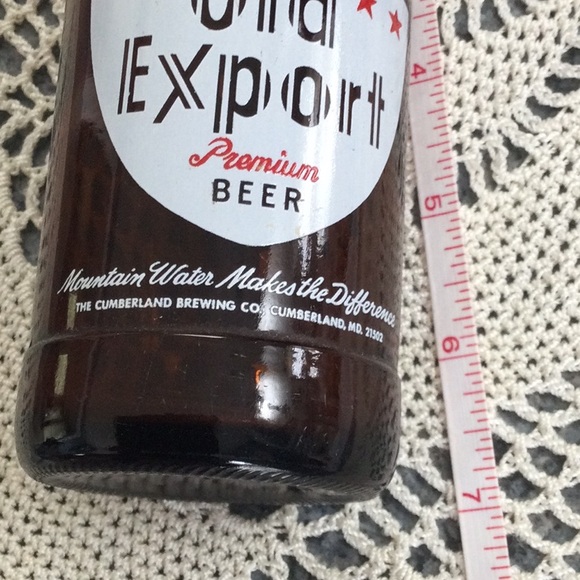 Old
Export
Premium
BEER
Mountain Water Makes the Difference
THE CUMBERLAND BREWING CO. CUMBERLAND, MD. 21502
4
5
6
7